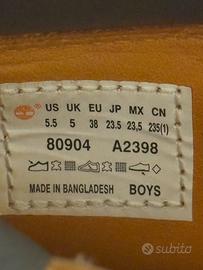 US UK EU JP MX CN
5.5 5 38 23.5 23,5 235(1)
80904 A2398
MADE IN BANGLADESH BOYS
subito